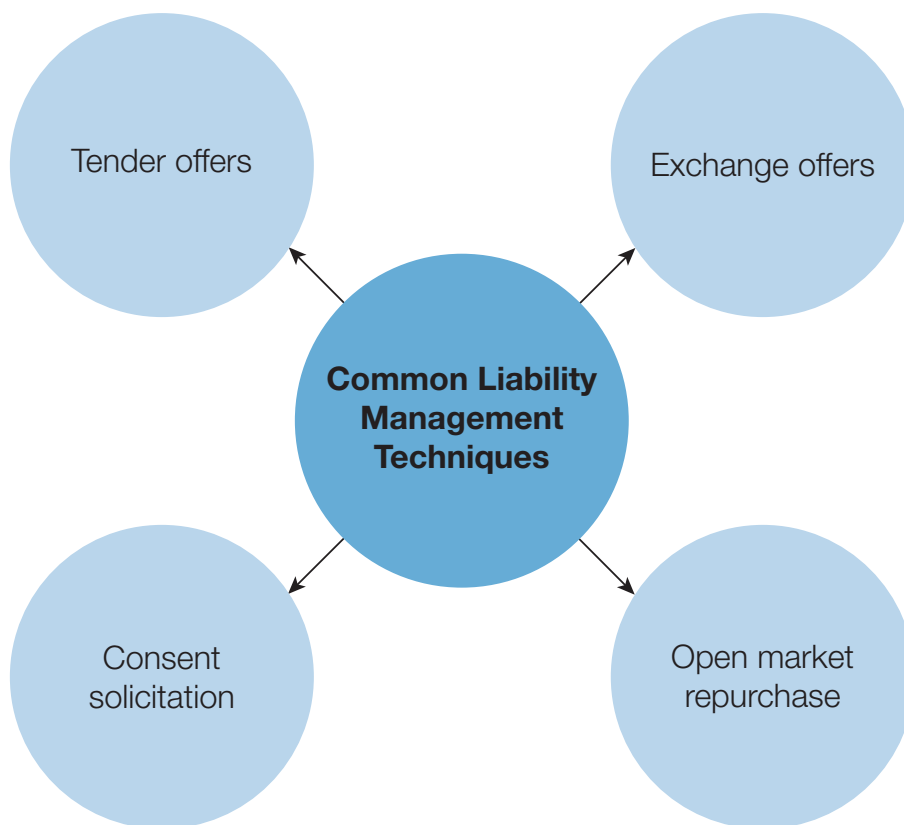 Tender offers
Exchange offers
Common Liability
Management
Techniques
Consent
solicitation
Open market
repurchase